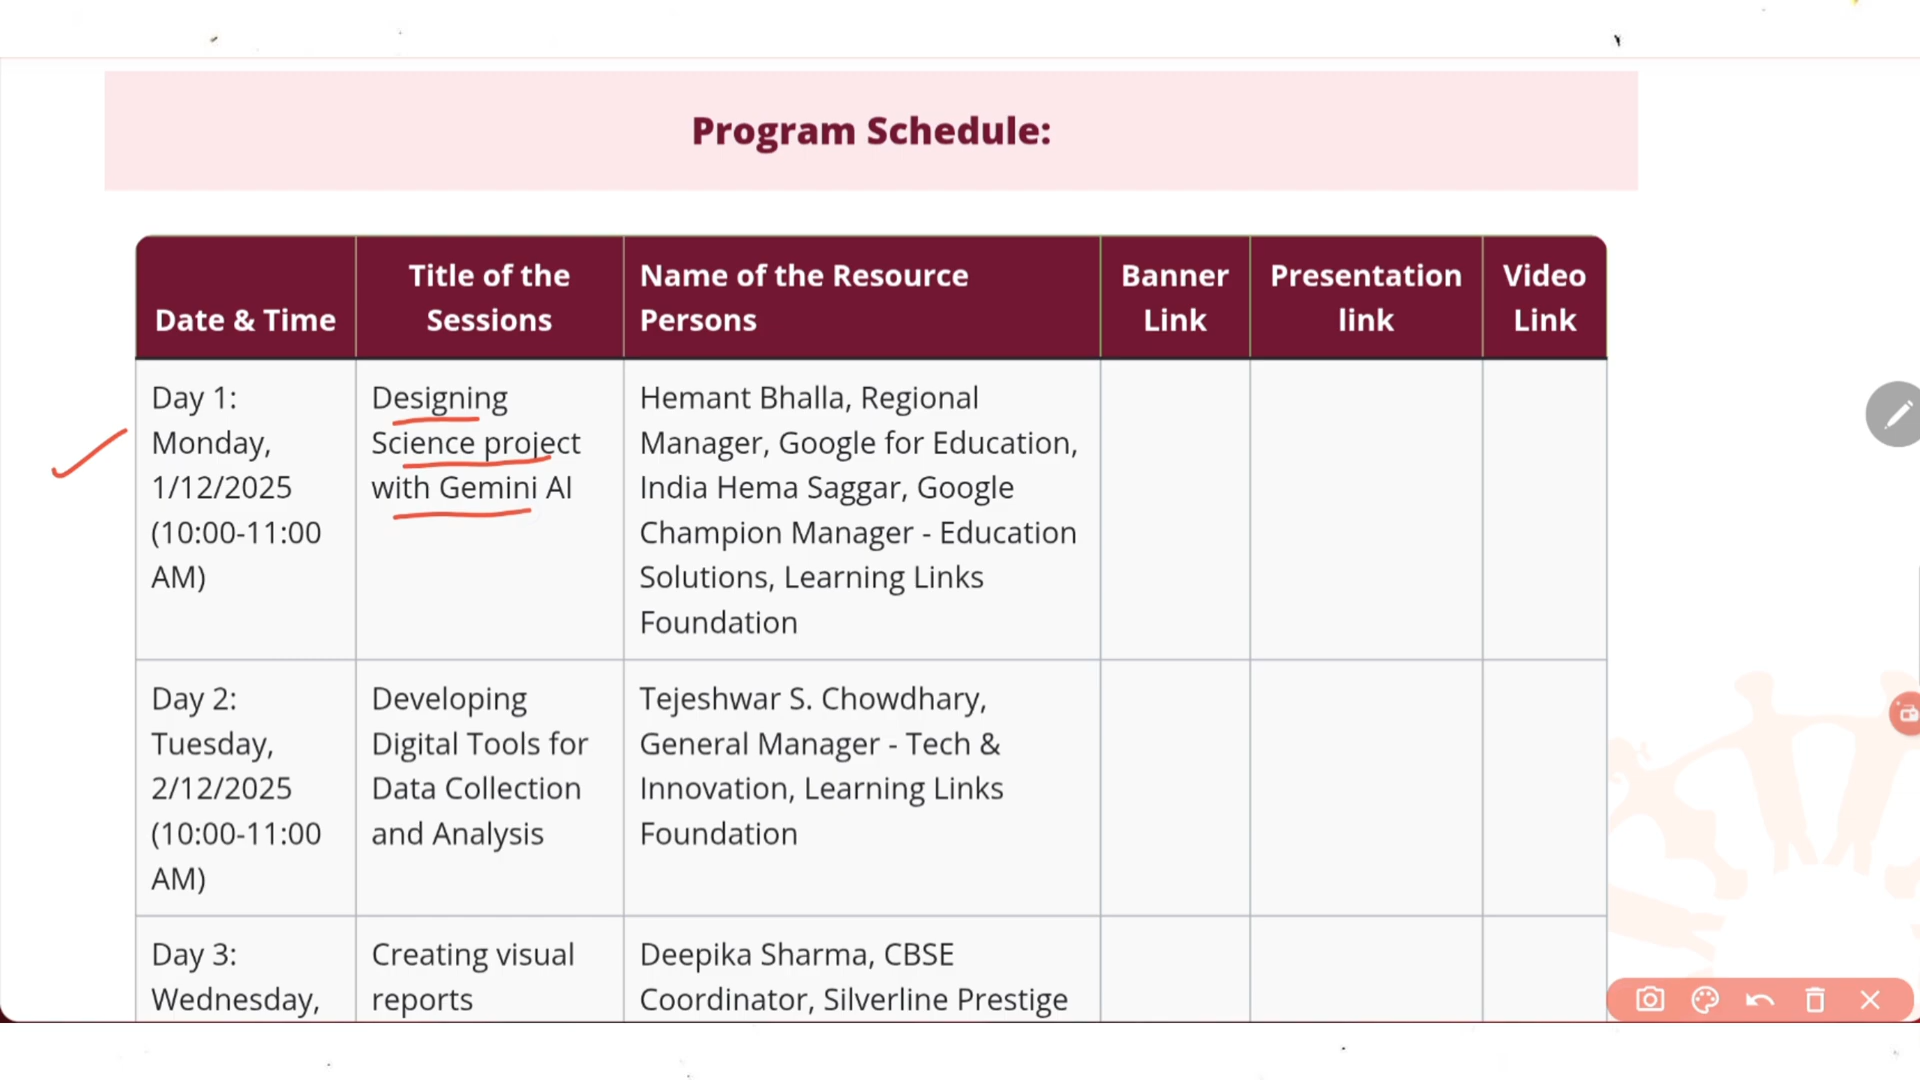 Program Schedule:
Date & Time
Title of the
Sessions
Name of the Resource
Persons
Banner
Link
Presentation
link
Video
Link
Day 1:
Monday,
1/12/2025
(10:00-11:00
AM)
Designing
Science project
with Gemini AI
Hemant Bhalla, Regional
Manager, Google for Education,
India Hema Saggar, Google
Champion Manager - Education
Solutions, Learning Links
Foundation
Day 2:
Tuesday,
2/12/2025
(10:00-11:00
AM)
Developing
Digital Tools for
Data Collection
and Analysis
Tejeshwar S. Chowdhary,
General Manager - Tech &
Innovation, Learning Links
Foundation
Day 3:
Wednesday,
Creating visual
reports
Deepika Sharma, CBSE
Coordinator, Silverline Prestige